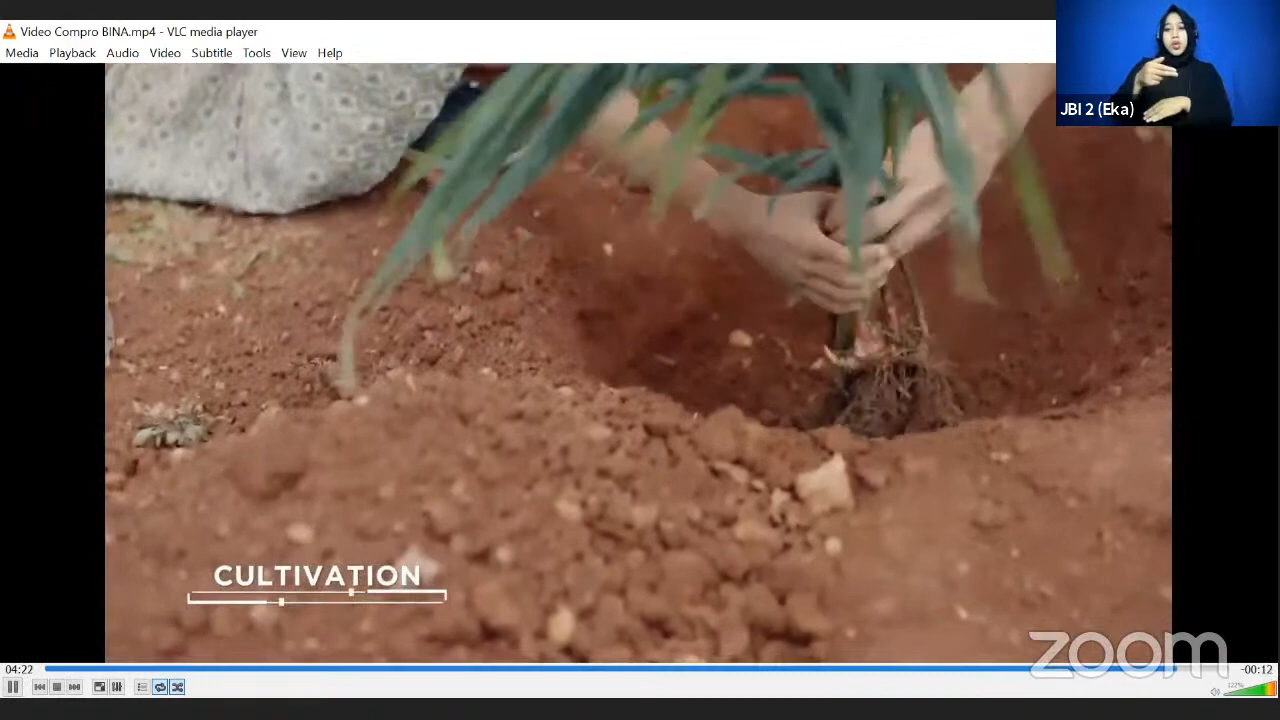 Video Compro BINA.mp4 - VLC media player
Media Playback Audio Video Subtitle Tools View Help
JBI 2 (Eka)
CULTIVATION
zoom
04:22
-00:12
122%